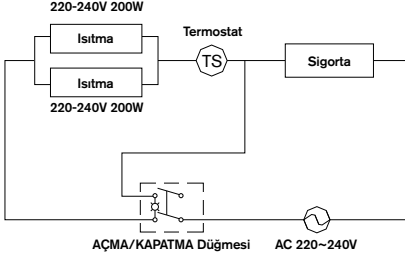 220-240V 200W
Isıtma
Termostat
TS
Sigorta
Isıtma
220-240V 200W
AÇMA/KAPATMA Düğmesi
AC 220~240V